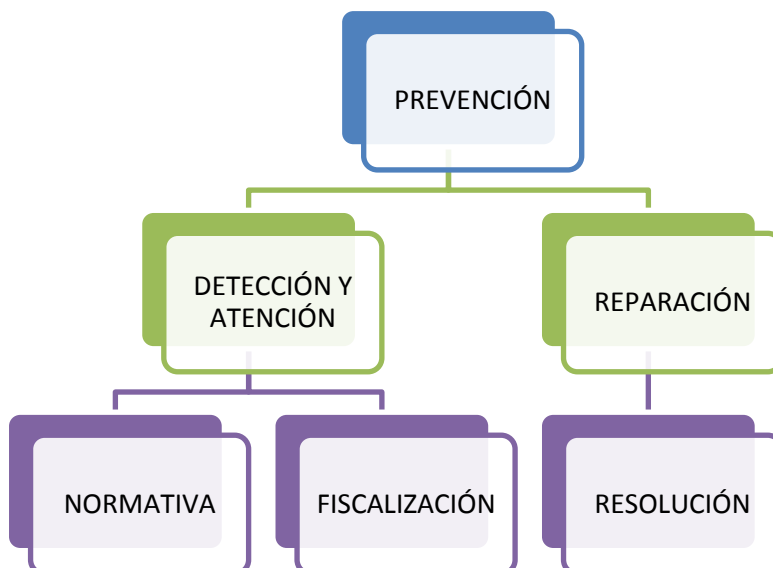 PREVENCIÓN
DETECCIÓN Y
ATENCIÓN
REPARACIÓN
NORMATIVA
FISCALIZACIÓN
RESOLUCIÓN